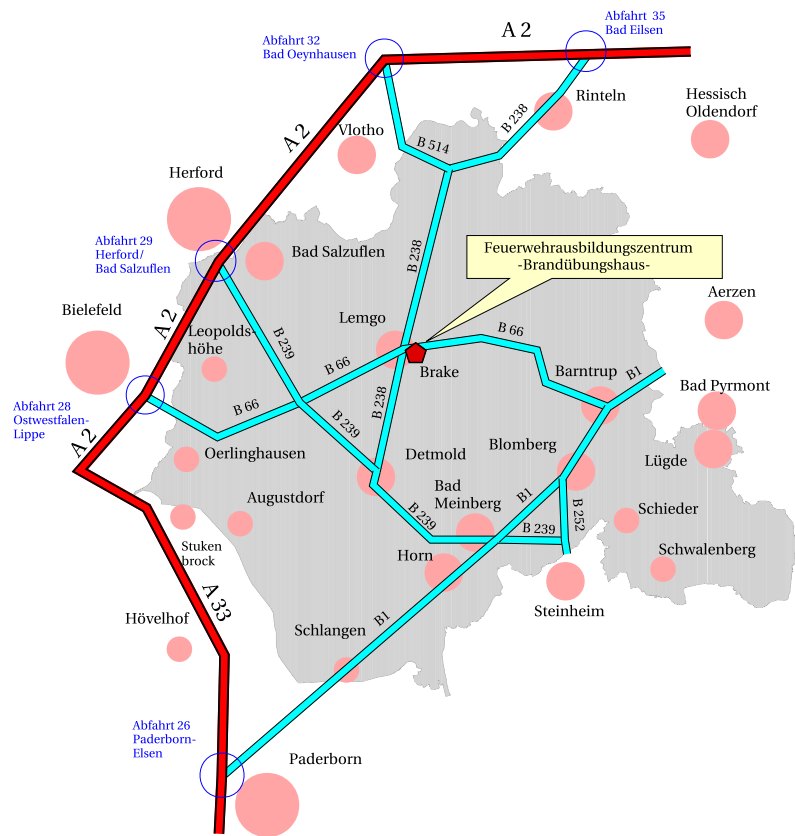 Abfahrt 32
Bad Oeynhausen
A 2
Abfahrt 35
Bad Eilsen
Rinteln
Hessisch
Oldendorf
B 238
A 2
Vlotho
B 514
Herford
Abfahrt 29
Herford/
Bad Salzuflen
Bad Salzuflen
B 238
Feuerwehrausbildungszentrum
-Brandübungshaus-
Aerzen
Bielefeld
A 2
Leopolds-
höhe
B 239
Lemgo
B 66
B 66
Brake
Barntrup
B1
Bad Pyrmont
Abfahrt 28
Ostwestfalen-
Lippe
B 66
B 238
B 239
A 2
Oerlinghausen
Detmold
Blomberg
Lügde
Augustdorf
Bad
Meinberg
B1
B 252
Schieder
B 239
B 239
Stuken
brock
Horn
Schwalenberg
A 33
Steinheim
Hövelhof
Schlangen
B1
Abfahrt 26
Paderborn-
Elsen
Paderborn